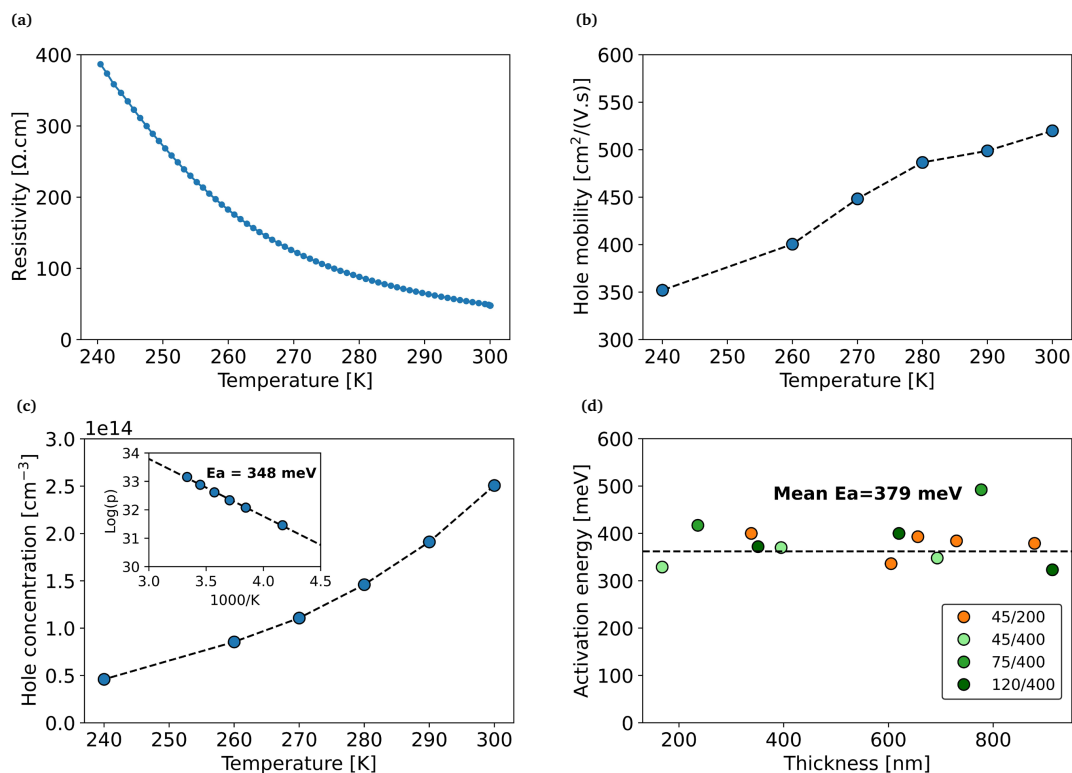 (a)
400
300
200
100
0
Resistivity [Ω.cm]
240 250 260 270 280 290 300
Temperature [K]
(b)
600
550
500
450
400
350
300
Hole mobility [cm²/(V.s)]
240 250 260 270 280 290 300
Temperature [K]
(c)
1e14
3.0
2.5
2.0
1.5
1.0
0.5
0.0
Hole concentration [cm⁻³]
34
33
32
31
30
Log(p)
Ea = 348 meV
3.0 3.5 4.0 4.5
1000/K
240 250 260 270 280 290 300
Temperature [K]
(d)
600
500
400
300
200
100
0
Activation energy [meV]
Mean Ea=379 meV
45/200
45/400
75/400
120/400
200 400 600 800
Thickness [nm]